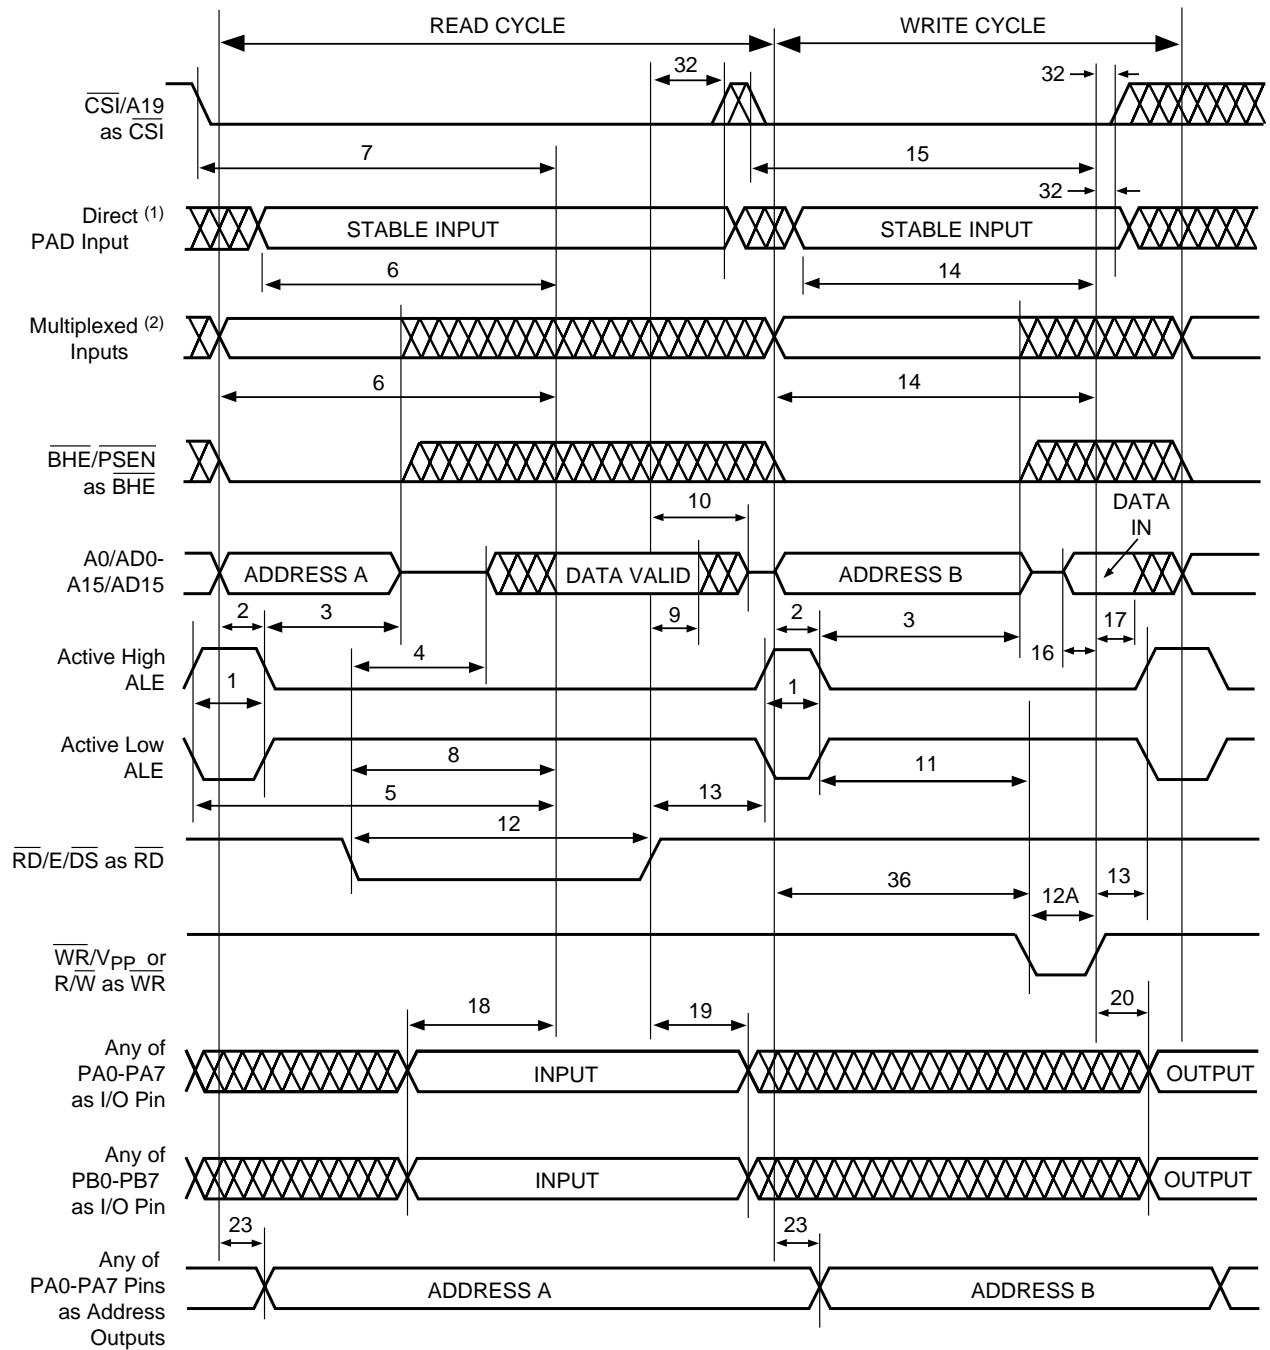 READ CYCLE
WRITE CYCLE
32
32
CSI/A19
as CSI
7
15
32
Direct (1)
PAD Input
STABLE INPUT
STABLE INPUT
6
14
Multiplexed (2)
Inputs
6
14
BHE/PSEN
as BHE
10
DATA
IN
A0/AD0-
A15/AD15
ADDRESS A
DATA VALID
ADDRESS B
2
3
9
2
3
17
4
16
Active High
ALE
1
1
Active Low
ALE
8
11
5
13
12
RD/E/DS as RD
36
12A
13
WR/VPP or
R/W as WR
18
19
20
Any of
PA0-PA7
as I/O Pin
INPUT
OUTPUT
Any of
PB0-PB7
as I/O Pin
INPUT
OUTPUT
23
23
Any of
PA0-PA7 Pins
as Address
Outputs
ADDRESS A
ADDRESS B